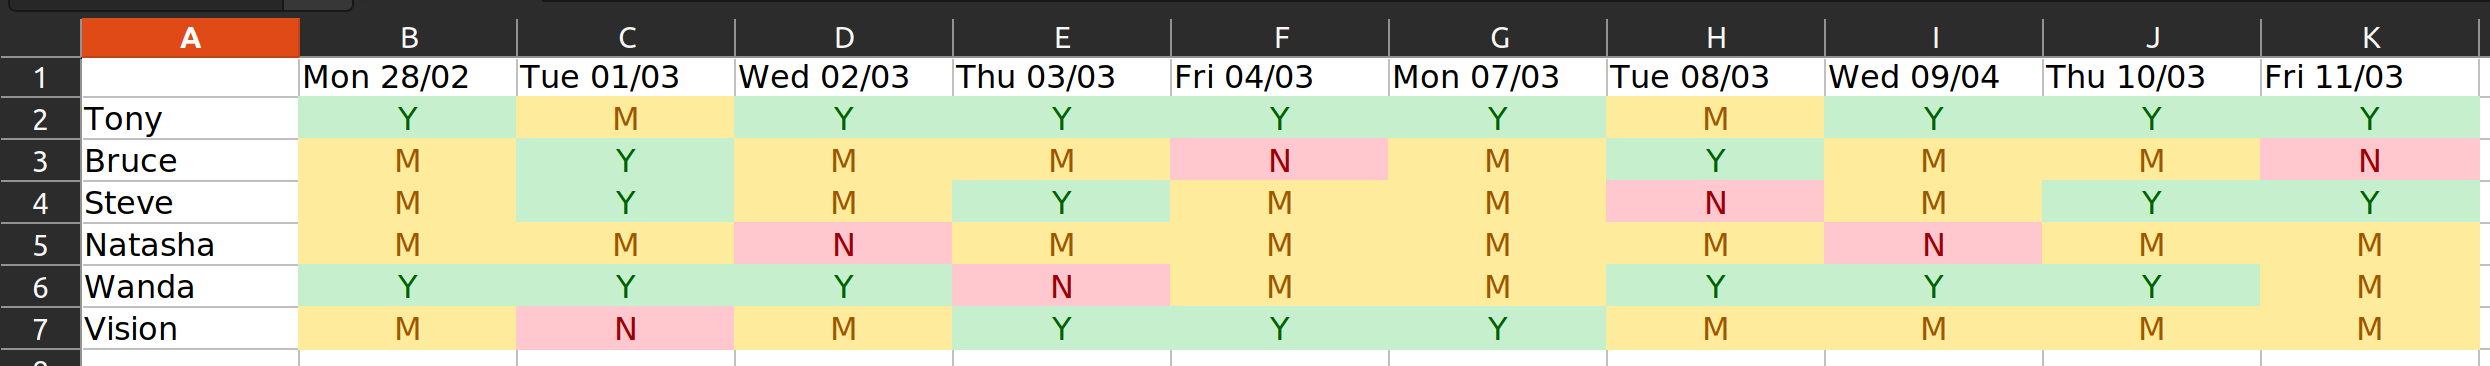 A B C D E F G H I J K
1 Mon 28/02 Tue 01/03 Wed 02/03 Thu 03/03 Fri 04/03 Mon 07/03 Tue 08/03 Wed 09/04 Thu 10/03 Fri 11/03
2 Tony Y M Y Y Y Y M Y Y Y
3 Bruce M Y M M N M Y M M N
4 Steve M Y M Y M M N M Y Y
5 Natasha M M N M M M M N M M
6 Wanda Y Y Y N M M Y Y Y M
7 Vision M N M Y Y Y M M M M